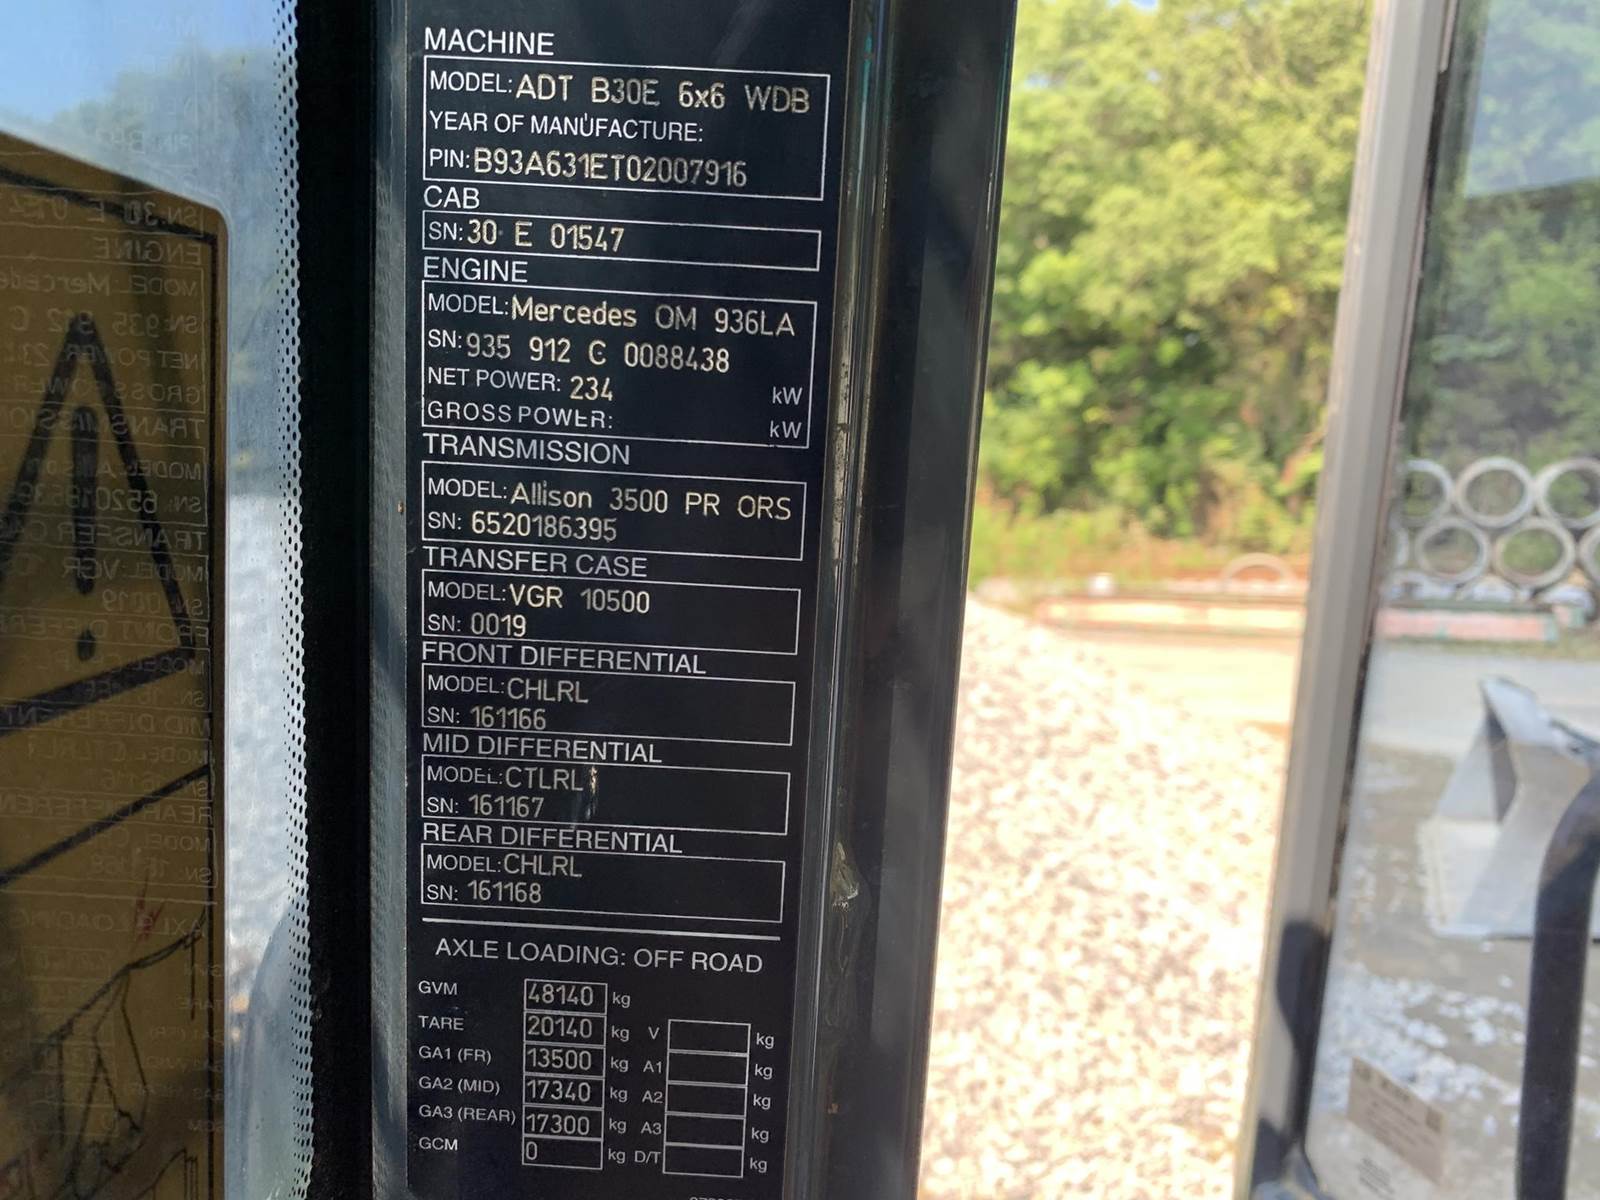 MACHINE
MODEL: ADT B30E 6x6 WDB
YEAR OF MANUFACTURE:
PIN: B93A631ET02007916
CAB
SN: 30 E 01547
ENGINE
MODEL: Mercedes OM 936LA
SN: 935 912 C 0088438
NET POWER: 234 kW
GROSS POWER: kW
TRANSMISSION
MODEL: Allison 3500 PR ORS
SN: 6520186395
TRANSFER CASE
MODEL: VGR 10500
SN: 0019
FRONT DIFFERENTIAL
MODEL: CHLRL
SN: 161166
MID DIFFERENTIAL
MODEL: CTLRL
SN: 161167
REAR DIFFERENTIAL
MODEL: CHLRL
SN: 161168
AXLE LOADING: OFF ROAD
GVM 48140 kg
TARE 20140 kg V kg
GA1 (FR) 13500 kg A1 kg
GA2 (MID) 17340 kg A2 kg
GA3 (REAR) 17300 kg A3 kg
GCM 0 kg D/T kg